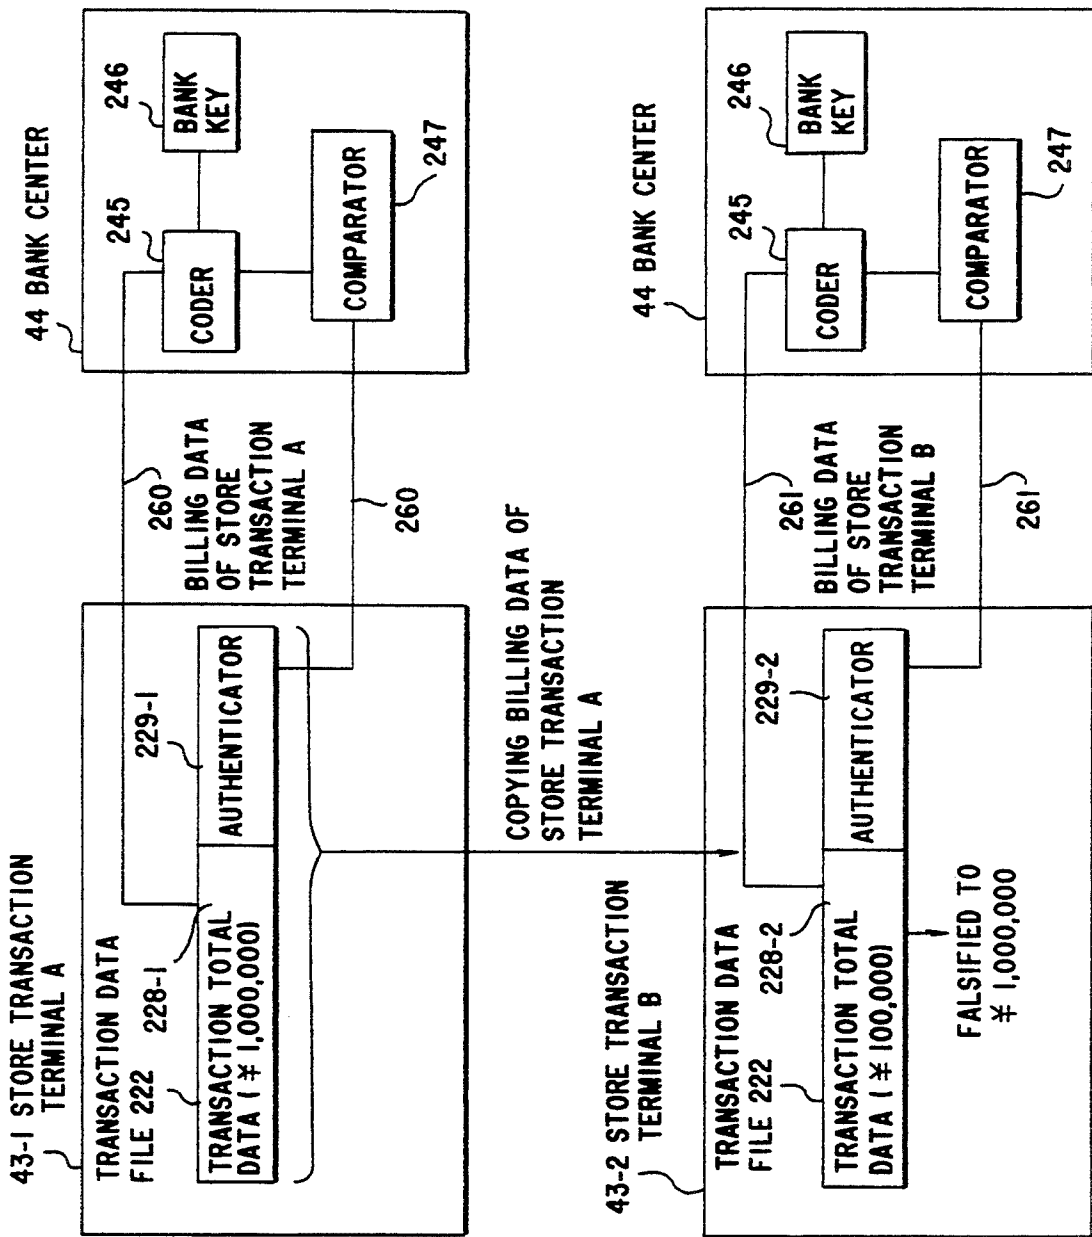 43-1 STORE TRANSACTION
TERMINAL A
TRANSACTION DATA
FILE 222
228-1
229-1
TRANSACTION TOTAL
DATA (¥ 1,000,000)
AUTHENTICATOR
260
BILLING DATA
OF STORE
TRANSACTION
TERMINAL A
260
44 BANK CENTER
245
246
CODER
BANK
KEY
COMPARATOR
247
COPYING BILLING DATA OF
STORE TRANSACTION
TERMINAL A
43-2 STORE TRANSACTION
TERMINAL B
TRANSACTION DATA
FILE 222
228-2
229-2
TRANSACTION TOTAL
DATA (¥ 100,000)
AUTHENTICATOR
FALSIFIED TO
¥ 1,000,000
261
BILLING DATA
OF STORE
TRANSACTION
TERMINAL B
261
44 BANK CENTER
245
246
CODER
BANK
KEY
COMPARATOR
247